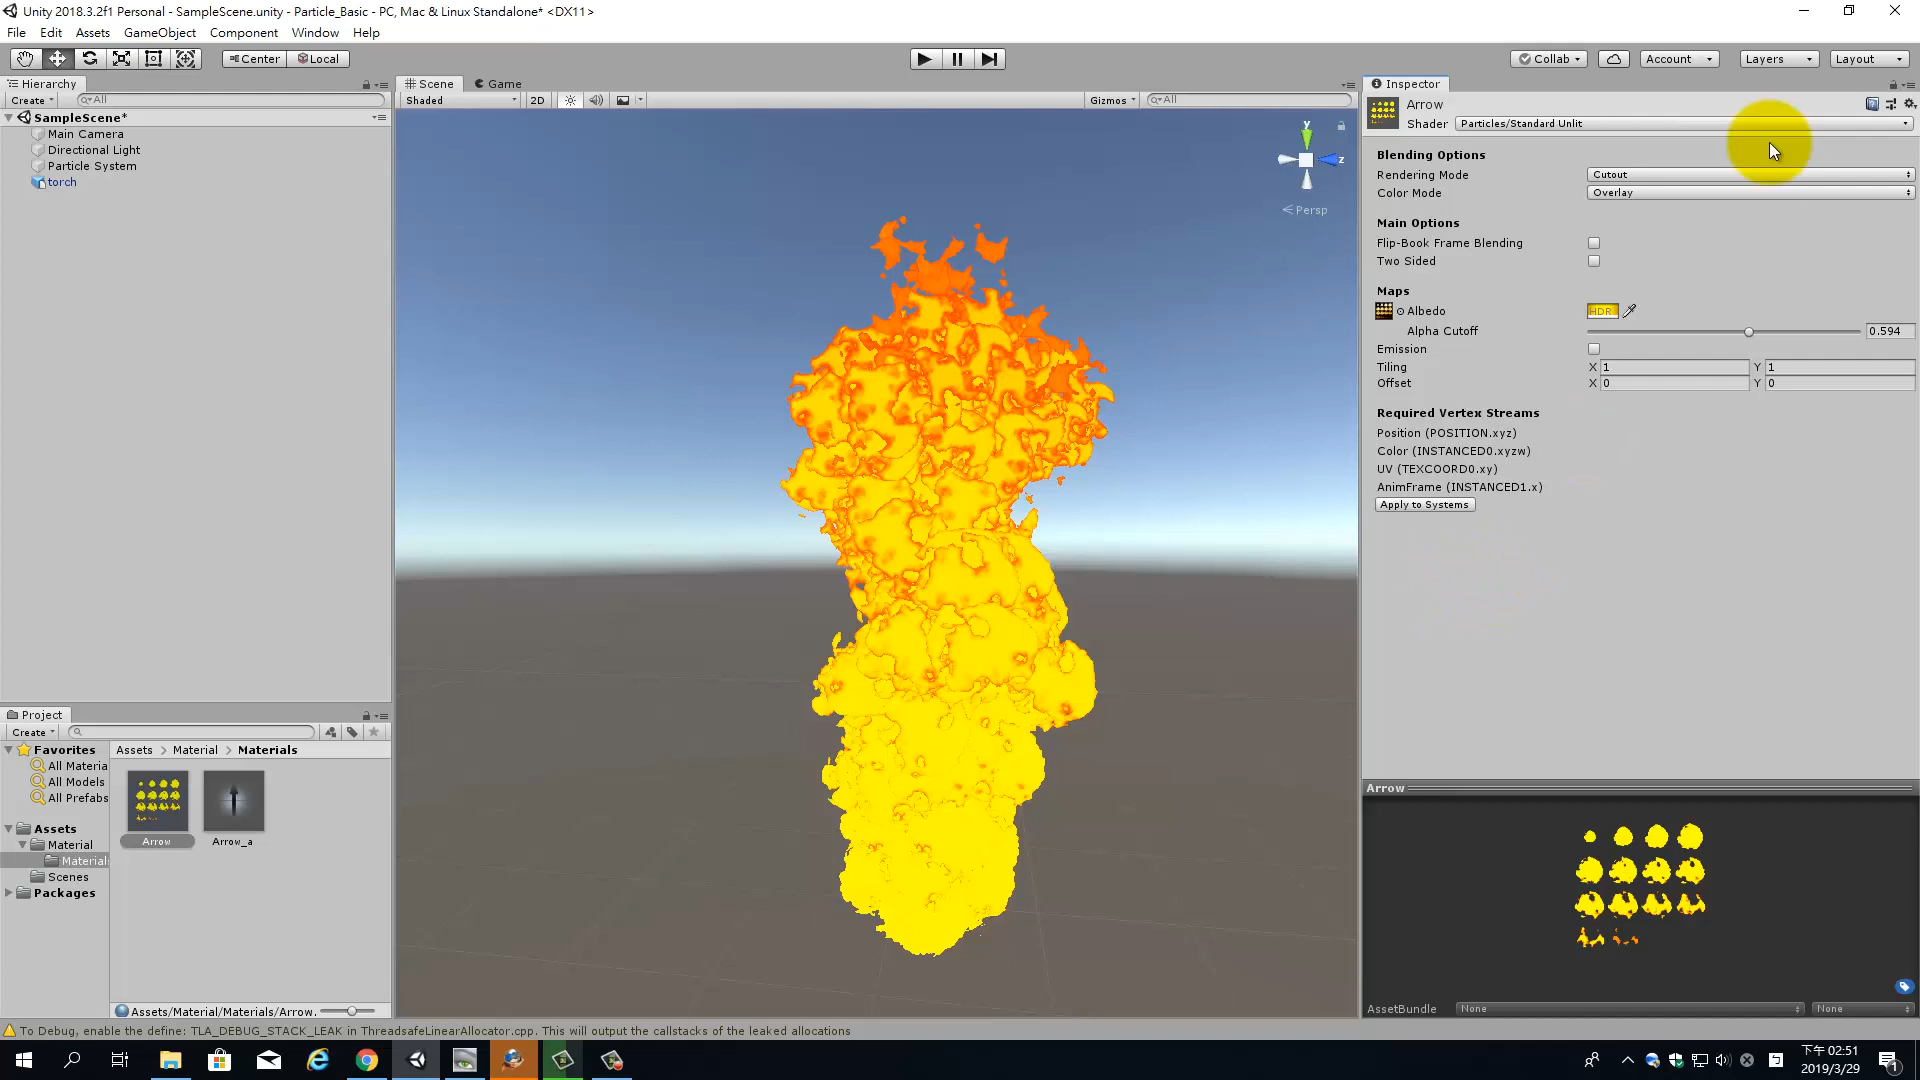 Unity 2018.3.2f1 Personal - SampleScene.unity - Particle_Basic - PC, Mac & Linux Standalone* <DX11>
File Edit Assets GameObject Component Window Help
Center Local Collab Account Layers Layout
Hierarchy
Create All
SampleScene*
Main Camera
Directional Light
Particle System
torch
Scene Game
Shaded 2D Gizmos All
y
z
Persp
Inspector
Arrow
Shader Particles/Standard Unlit
Blending Options
Rendering Mode Cutout
Color Mode Overlay
Main Options
Flip-Book Frame Blending
Two Sided
Maps
Albedo HDR
Alpha Cutoff 0.594
Emission
Tiling X 1 Y 1
Offset X 0 Y 0
Required Vertex Streams
Position (POSITION.xyz)
Color (INSTANCED0.xyzw)
UV (TEXCOORD0.xy)
AnimFrame (INSTANCED1.x)
Apply to Systems
Project
Create
Favorites
All Materia
All Models
All Prefabs
Assets
Material
Materials
Scenes
Packages
Assets > Material > Materials
Arrow Arrow_a
Assets/Material/Materials/Arrow.
Arrow
AssetBundle None None
To Debug, enable the define: TLA_DEBUG_STACK_LEAK in ThreadsafeLinearAllocator.cpp. This will output the callstacks of the leaked allocations
下午 02:51
2019/3/29
1